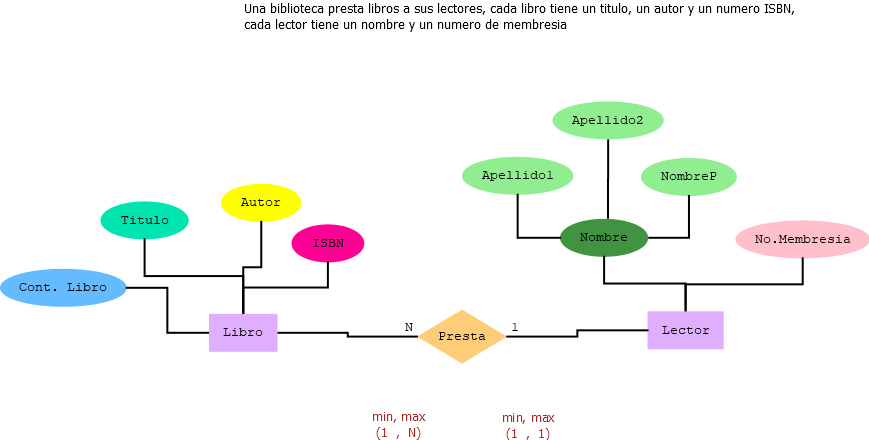 Una biblioteca presta libros a sus lectores, cada libro tiene un titulo, un autor y un numero ISBN,
cada lector tiene un nombre y un numero de membresia
Apellido2
Apellido1
NombreP
Titulo
Autor
ISBN
Nombre
No.Membresia
Cont. Libro
Libro
N
Presta
1
Lector
min, max
(1 , N)
min, max
(1 , 1)